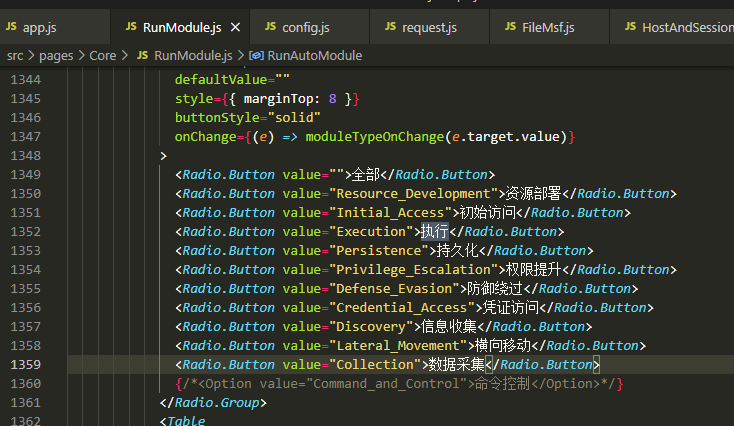 JS app.js JS RunModule.js × JS config.js JS request.js JS FileMsf.js JS HostAndSession
src > pages > Core > JS RunModule.js > RunAutoModule
1344 defaultValue=""
1345 style={{ marginTop: 8 }}
1346 buttonStyle="solid"
1347 onChange={(e) => moduleTypeOnChange(e.target.value)}
1348 >
1349 <Radio.Button value="">全部</Radio.Button>
1350 <Radio.Button value="Resource_Development">资源部署</Radio.Button>
1351 <Radio.Button value="Initial_Access">初始访问</Radio.Button>
1352 <Radio.Button value="Execution">执行</Radio.Button>
1353 <Radio.Button value="Persistence">持久化</Radio.Button>
1354 <Radio.Button value="Privilege_Escalation">权限提升</Radio.Button>
1355 <Radio.Button value="Defense_Evasion">防御绕过</Radio.Button>
1356 <Radio.Button value="Credential_Access">凭证访问</Radio.Button>
1357 <Radio.Button value="Discovery">信息收集</Radio.Button>
1358 <Radio.Button value="Lateral_Movement">横向移动</Radio.Button>
1359 <Radio.Button value="Collection">数据采集</Radio.Button>
1360 {/*<Option value="Command_and_Control">命令控制</Option>*/}
1361 </Radio.Group>
1362 <Table